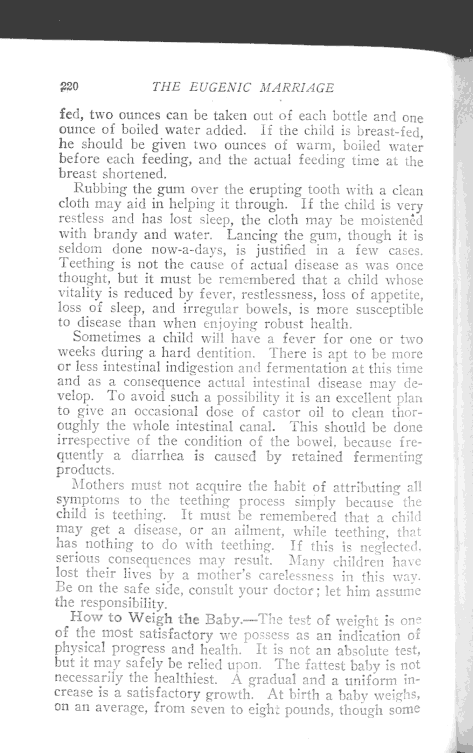 220 THE EUGENIC MARRIAGE
fed, two ounces can be taken out of each bottle and one
ounce of boiled water added. If the child is breast-fed,
he should be given two ounces of warm, boiled water
before each feeding, and the actual feeding time at the
breast shortened.
Rubbing the gum over the erupting tooth with a clean
cloth may aid in helping it through. If the child is very
restless and has lost sleep, the cloth may be moistened
with brandy and water. Lancing the gum, though it is
seldom done now-a-days, is justified in a few cases.
Teething is not the cause of actual disease as was once
thought, but it must be remembered that a child whose
vitality is reduced by fever, restlessness, loss of appetite,
loss of sleep, and irregular bowels, is more susceptible
to disease than when enjoying robust health.
Sometimes a child will have a fever for one or two
weeks during a hard dentition. There is apt to be more
or less intestinal indigestion and fermentation at this time
and as a consequence actual intestinal disease may de-
velop. To avoid such a possibility it is an excellent plan
to give an occasional dose of castor oil to clean thor-
oughly the whole intestinal canal. This should be done
irrespective of the condition of the bowel, because fre-
quently a diarrhea is caused by retained fermenting
products.
Mothers must not acquire the habit of attributing all
symptoms to the teething process simply because the
child is teething. It must be remembered that a child
may get a disease, or an ailment, while teething, that
has nothing to do with teething. If this is neglected,
serious consequences may result. Many children have
lost their lives by a mother's carelessness in this way.
Be on the safe side, consult your doctor; let him assume
the responsibility.
How to Weigh the Baby.—The test of weight is one
of the most satisfactory we possess as an indication of
physical progress and health. It is not an absolute test,
but it may safely be relied upon. The fattest baby is not
necessarily the healthiest. A gradual and a uniform in-
crease is a satisfactory growth. At birth a baby weighs,
on an average, from seven to eight pounds, though some